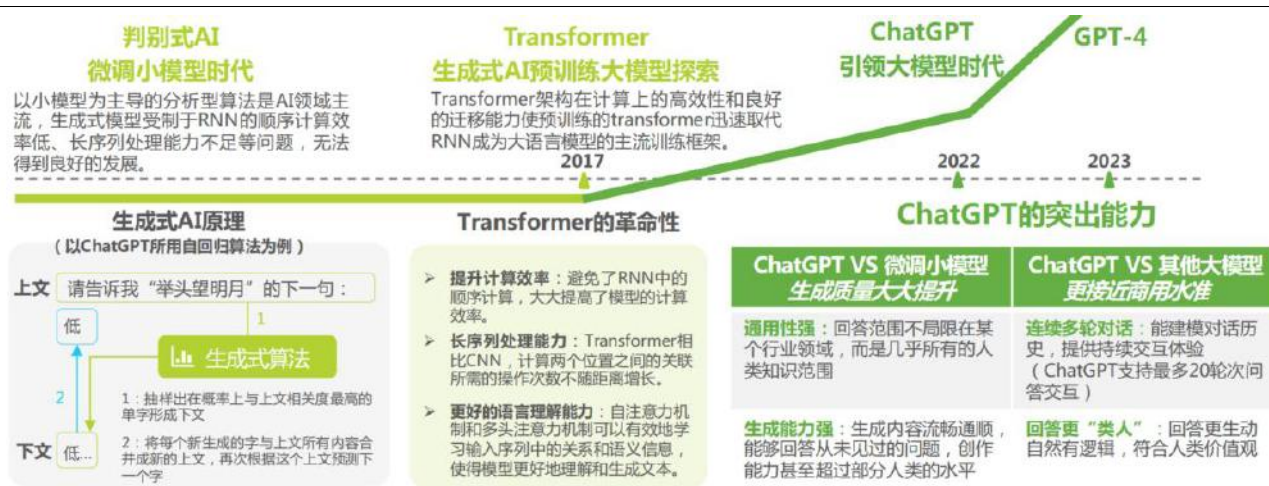 判别式AI
微调小模型时代
以小模型为主导的分析型算法是AI领域主
流，生成式模型受制于RNN的顺序计算效
率低、长序列处理能力不足等问题，无法
得到良好的发展。
Transformer
生成式AI预训练大模型探索
Transformer架构在计算上的高效性和良好
的迁移能力使预训练的transformer迅速取代
RNN成为大语言模型的主流训练框架。
ChatGPT
引领大模型时代
GPT-4
2017
2022
2023
生成式AI原理
（以ChatGPT所用自回归算法为例）
上文
请告诉我“举头望明月”的下一句：
低
1
生成式算法
2
1：抽样出在概率上与上文相关度最高的
单字形成下文
下文
低...
2：将每个新生成的字与上文所有内容合
并成新的上文，再次根据这个上文预测下
一个字
Transformer的革命性
➢ 提升计算效率：避免了RNN中的
顺序计算，大大提高了模型的计算
效率。
➢ 长序列处理能力：Transformer相
比CNN，计算两个位置之间的关联
所需的操作次数不随距离增长。
➢ 更好的语言理解能力：自注意力机
制和多头注意力机制可以有效地学
习输入序列中的关系和语义信息，
使得模型更好地理解和生成文本。
ChatGPT的突出能力
ChatGPT VS 微调小模型
生成质量大大提升
ChatGPT VS 其他大模型
更接近商用水准
通用性强：回答范围不局限在某
个行业领域，而是几乎所有的人
类知识范围
连续多轮对话：能建模对话历
史，提供持续交互体验
（ChatGPT支持最多20轮次问
答交互）
生成能力强：生成内容流畅通顺，
能够回答从未见过的问题，创作
能力甚至超过部分人类的水平
回答更“类人”：回答更生动
自然有逻辑，符合人类价值观